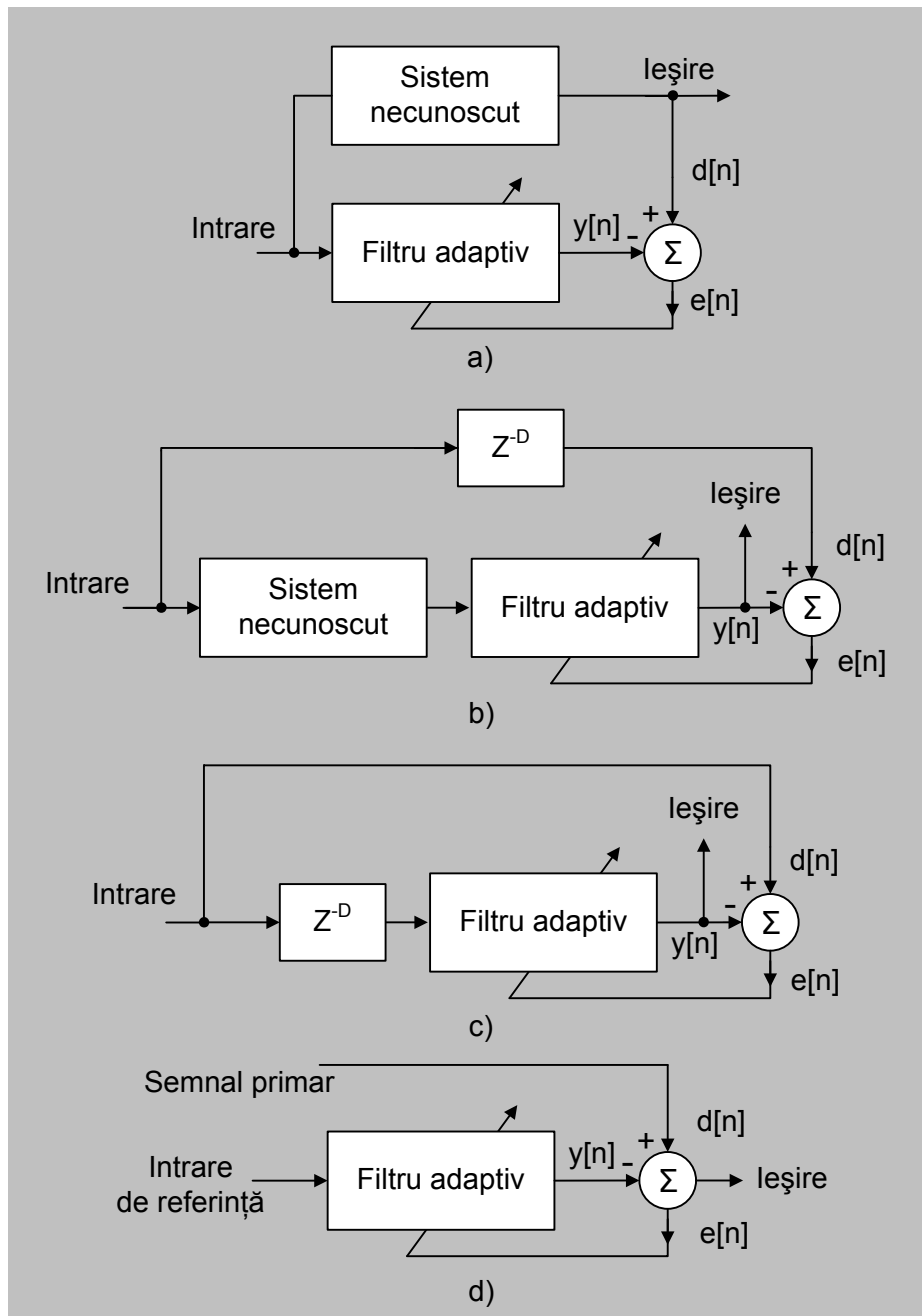 Sistem
necunoscut
Ieşire
d[n]
Intrare
Filtru adaptiv
y[n]
+
-
Σ
e[n]
a)
Z-D
Ieşire
d[n]
Intrare
Sistem
necunoscut
Filtru adaptiv
+
-
Σ
y[n]
e[n]
b)
Ieşire
d[n]
Intrare
Z-D
Filtru adaptiv
+
-
Σ
y[n]
e[n]
c)
Semnal primar
d[n]
Intrare
de referință
Filtru adaptiv
y[n]
+
-
Σ
Ieşire
e[n]
d)